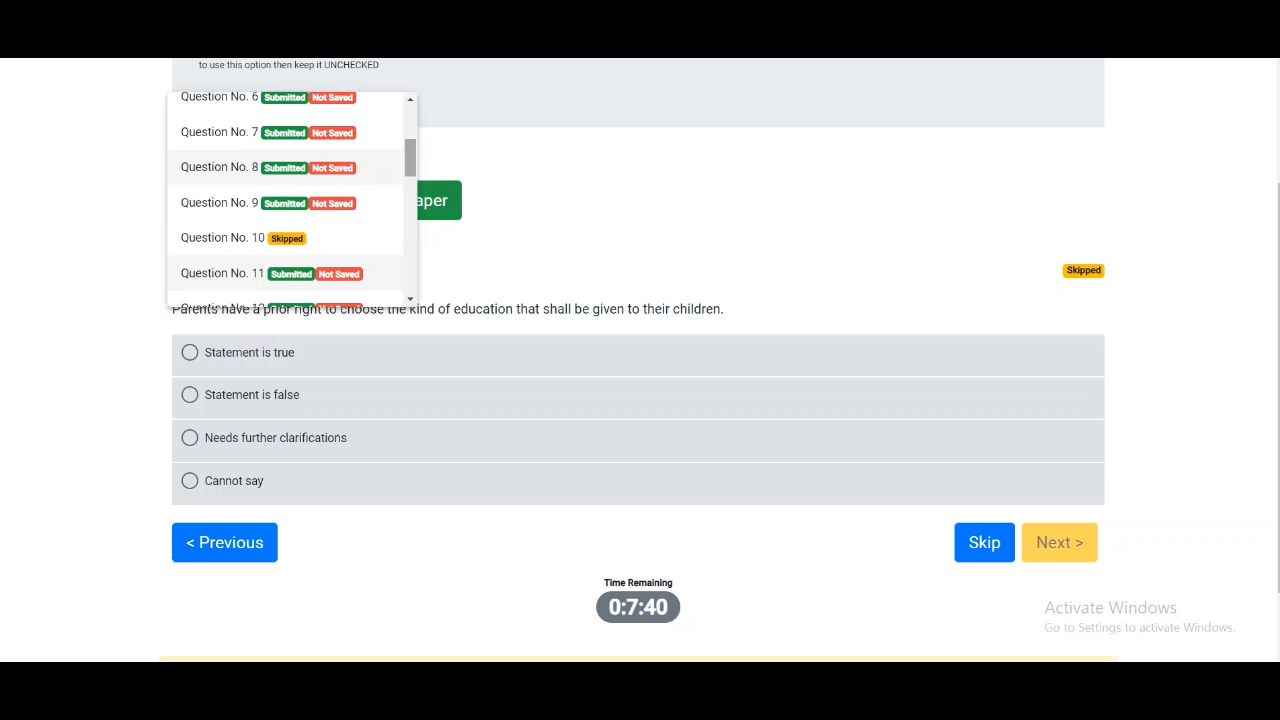 to use this option then keep it UNCHECKED
Question No. 6 Submitted Not Saved
Question No. 7 Submitted Not Saved
Question No. 8 Submitted Not Saved
Question No. 9 Submitted Not Saved
aper
Question No. 10 Skipped
Question No. 11 Submitted Not Saved
Skipped
Parents have a prior right to choose the kind of education that shall be given to their children.
Statement is true
Statement is false
Needs further clarifications
Cannot say
< Previous
Skip
Next >
Time Remaining
0:7:40
Activate Windows
Go to Settings to activate Windows.